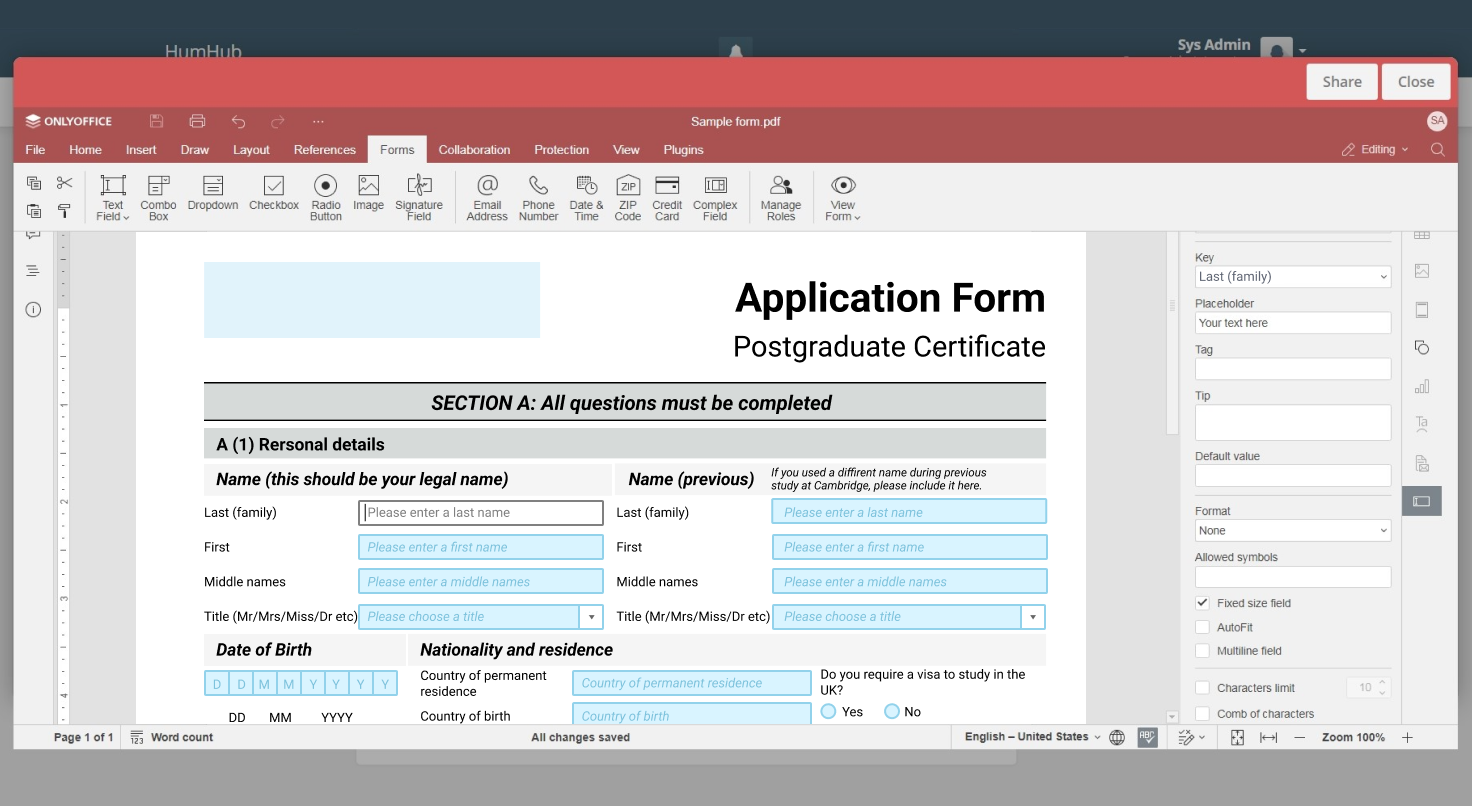 HumHub
Sys Admin
Share
Close
ONLYOFFICE
...
Sample form.pdf
SA
File Home Insert Draw Layout References Forms Collaboration Protection View Plugins
Editing
Text Field
Combo Box
Dropdown
Checkbox
Radio Button
Image
Signature Field
Email Address
Phone Number
Date & Time
ZIP
ZIP Code
Credit Card
Complex Field
Manage Roles
View Form
Application Form
Postgraduate Certificate
SECTION A: All questions must be completed
A (1) Rersonal details
Name (this should be your legal name)
Name (previous)
If you used a diffirent name during previous
study at Cambridge, please include it here.
Last (family) Please enter a last name
Last (family) Please enter a last name
First Please enter a first name
First Please enter a first name
Middle names Please enter a middle names
Middle names Please enter a middle names
Title (Mr/Mrs/Miss/Dr etc) Please choose a title
Title (Mr/Mrs/Miss/Dr etc) Please choose a title
Date of Birth
Nationality and residence
D D M M Y Y Y Y
DD MM YYYY
Country of permanent
residence
Country of permanent residence
Country of birth Country of birth
Do you require a visa to study in the
UK?
Yes No
1
2
3
4
Key
Last (family)
Placeholder
Your text here
Tag
Tip
Default value
Format
None
Allowed symbols
Fixed size field
AutoFit
Multiline field
Characters limit 10
Comb of characters
Ta
Page 1 of 1
123
Word count
All changes saved
English – United States
ABC
Zoom 100%